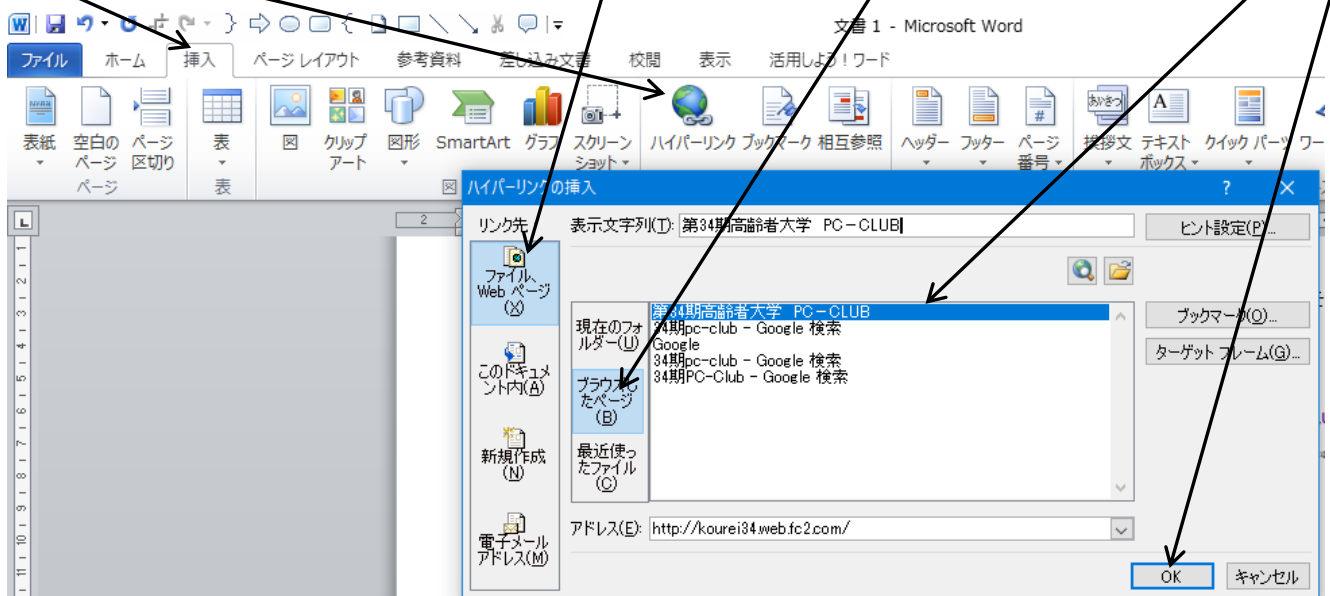 文書 1 - Microsoft Word
ファイル ホーム 挿入 ページ レイアウト 参考資料 差し込み文書 校閲 表示 活用しよう！ワード
表紙 空白の ページ 表 図 クリップ 図形 SmartArt グラフ スクリーン ハイパーリンク ブックマーク 相互参照 ヘッダー フッター ページ 挨拶文 テキスト クイック パーツ ワー
ページ 区切り アート ショット 番号 ボックス
ページ 表 図
ハイパーリンクの挿入 ? ×
リンク先 表示文字列(T): 第34期高齢者大学 PC－CLUB ヒント設定(P)...
ファイル、
Web ページ
(X)
このドキュメ
ント内(A)
新規作成
(N)
電子メール
アドレス(M)
現在のフォ
ルダー(U)
ブラウズし
たページ
(B)
最近使っ
たファイル
(C)
第34期高齢者大学 PC－CLUB
34期pc-club - Google 検索
Google
34期pc-club - Google 検索
34期PC-Club - Google 検索
ブックマーク(O)...
ターゲット フレーム(G)...
アドレス(E): http://kourei34.web.fc2.com/
OK キャンセル
L
2
1 2 3 4 5 6 7 8 9 10 11